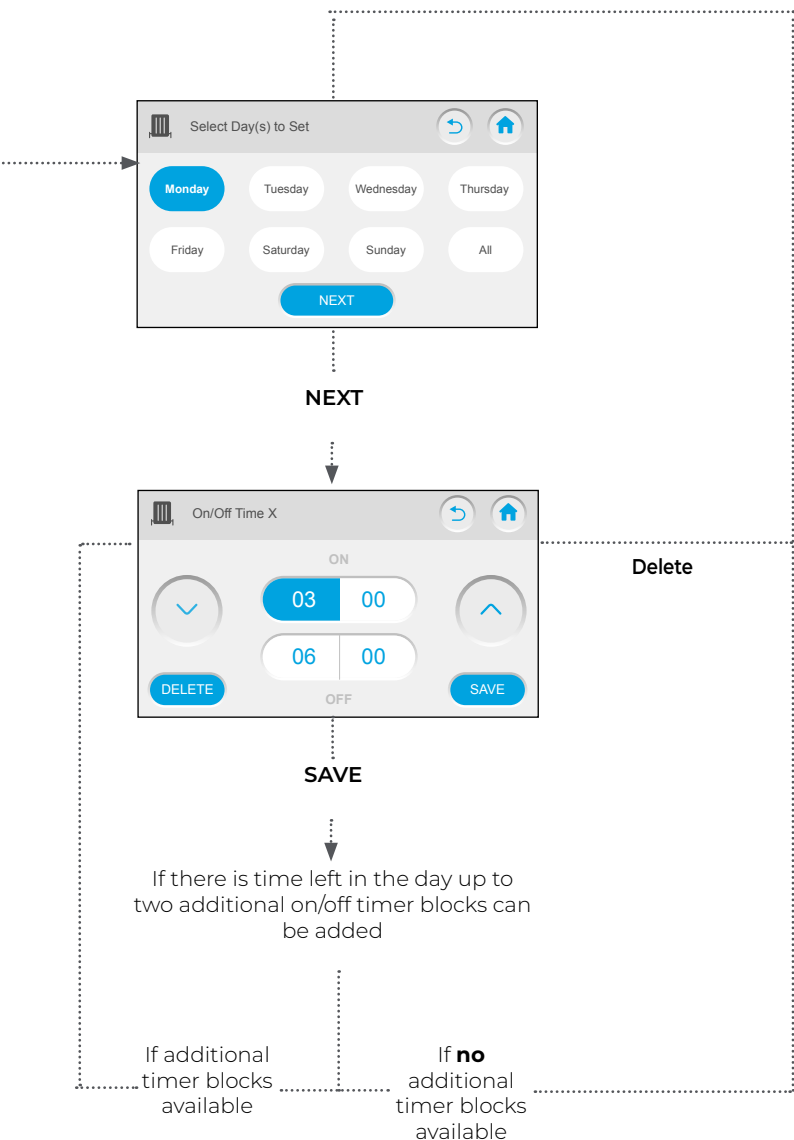 Select Day(s) to Set
Monday Tuesday Wednesday Thursday
Friday Saturday Sunday All
NEXT
NEXT
On/Off Time X
ON
03 00
06 00
DELETE
OFF
SAVE
Delete
SAVE
If there is time left in the day up to
two additional on/off timer blocks can
be added
If additional
timer blocks
available
If no
additional
timer blocks
available